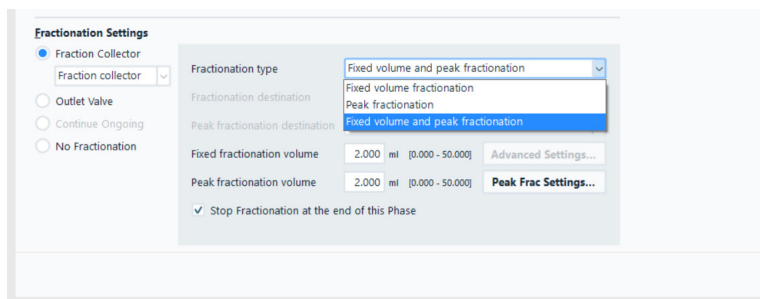 Fractionation Settings
Fraction Collector
Fraction collector
Outlet Valve
Continue Ongoing
No Fractionation
Fractionation type
Fixed volume and peak fractionation
Fixed volume fractionation
Fractionation destination
Peak fractionation
Peak fractionation destination
Fixed volume and peak fractionation
Fixed fractionation volume 2.000 ml [0.000 - 50.000] Advanced Settings...
Peak fractionation volume 2.000 ml [0.000 - 50.000] Peak Frac Settings...
Stop Fractionation at the end of this Phase